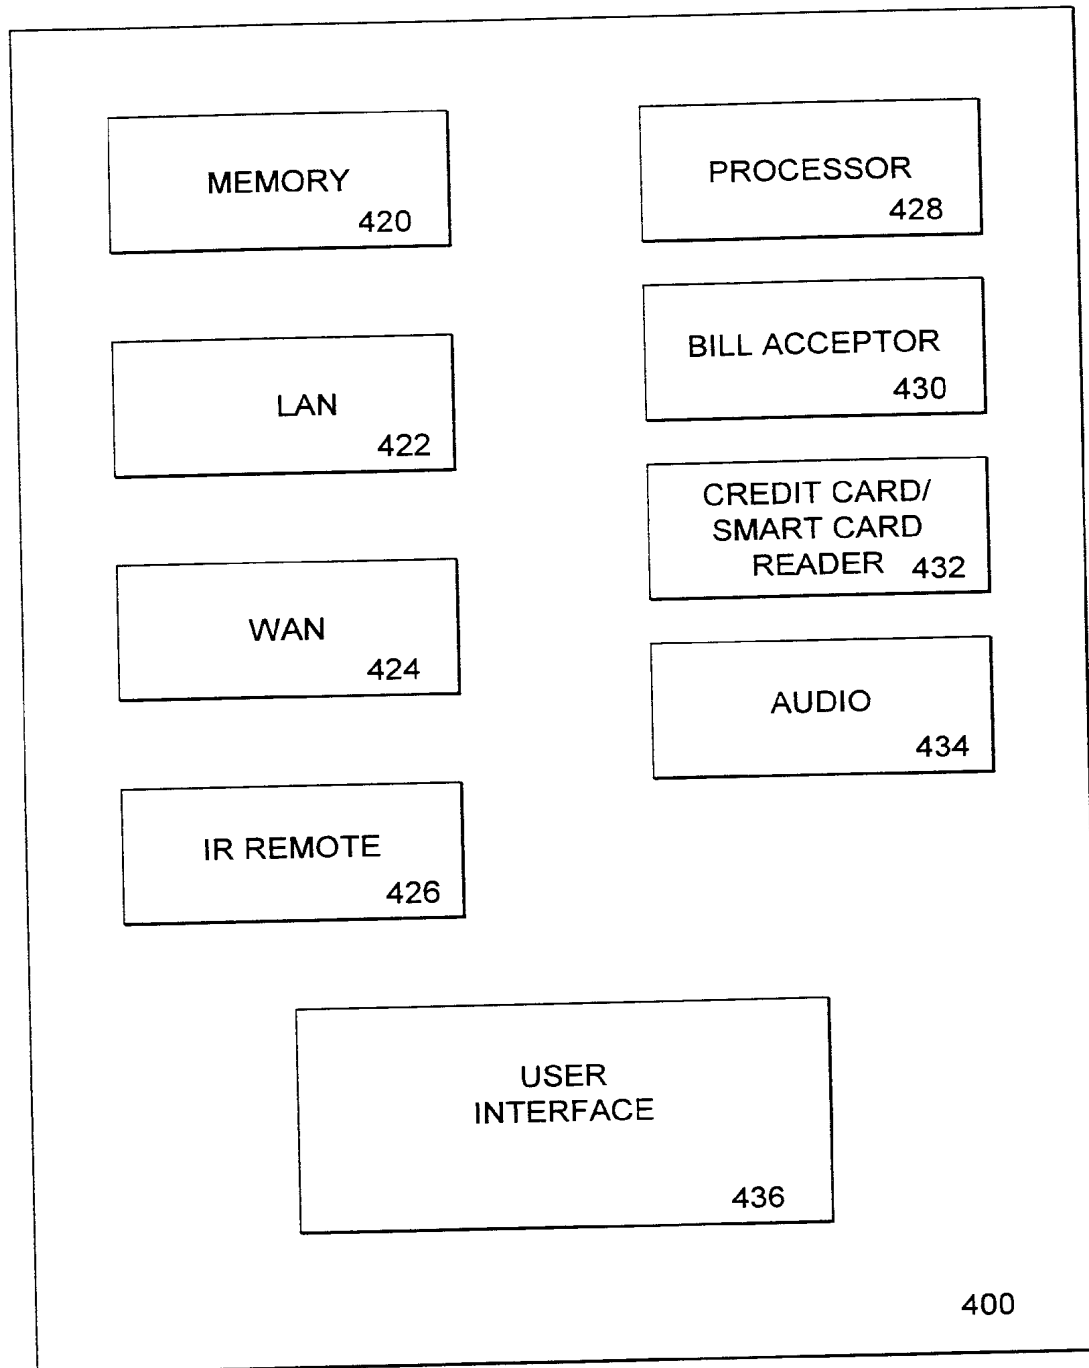 MEMORY
420
PROCESSOR
428
LAN
422
BILL ACCEPTOR
430
WAN
424
CREDIT CARD/
SMART CARD
READER 432
IR REMOTE
426
AUDIO
434
USER
INTERFACE
436
400